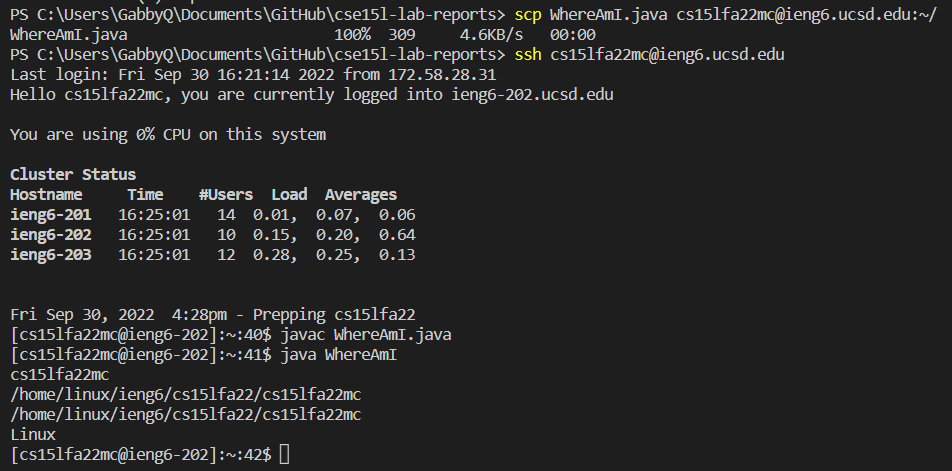 PS C:\Users\GabbyQ\Documents\GitHub\cse15l-lab-reports> scp WhereAmI.java cs15lfa22mc@ieng6.ucsd.edu:~/
WhereAmI.java 100% 309 4.6KB/s 00:00
PS C:\Users\GabbyQ\Documents\GitHub\cse15l-lab-reports> ssh cs15lfa22mc@ieng6.ucsd.edu
Last login: Fri Sep 30 16:21:14 2022 from 172.58.28.31
Hello cs15lfa22mc, you are currently logged into ieng6-202.ucsd.edu
You are using 0% CPU on this system
Cluster Status
Hostname Time #Users Load Averages
ieng6-201 16:25:01 14 0.01, 0.07, 0.06
ieng6-202 16:25:01 10 0.15, 0.20, 0.64
ieng6-203 16:25:01 12 0.28, 0.25, 0.13
Fri Sep 30, 2022 4:28pm - Prepping cs15lfa22
[cs15lfa22mc@ieng6-202]:~:40$ javac WhereAmI.java
[cs15lfa22mc@ieng6-202]:~:41$ java WhereAmI
cs15lfa22mc
/home/linux/ieng6/cs15lfa22/cs15lfa22mc
/home/linux/ieng6/cs15lfa22/cs15lfa22mc
Linux
[cs15lfa22mc@ieng6-202]:~:42$